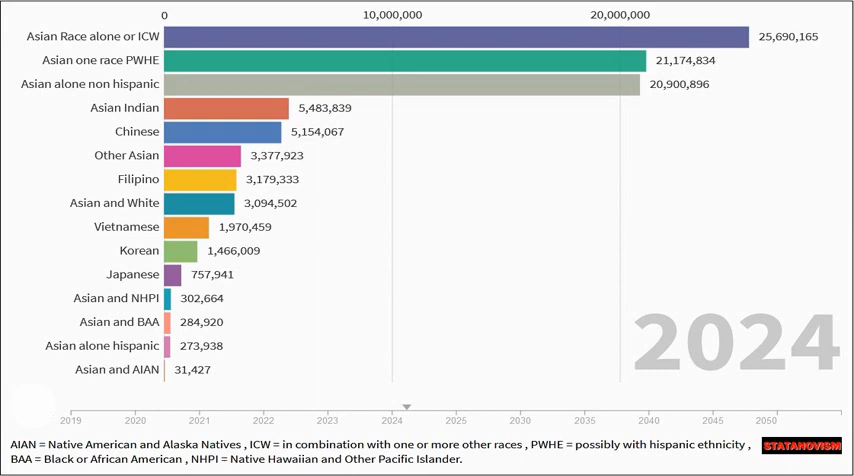 0 10,000,000 20,000,000
Asian Race alone or ICW 25,690,165
Asian one race PWHE 21,174,834
Asian alone non hispanic 20,900,896
Asian Indian 5,483,839
Chinese 5,154,067
Other Asian 3,377,923
Filipino 3,179,333
Asian and White 3,094,502
Vietnamese 1,970,459
Korean 1,466,009
Japanese 757,941
Asian and NHPI 302,664
Asian and BAA 284,920
Asian alone hispanic 273,938
Asian and AIAN 31,427
2024
2019 2020 2021 2022 2023 2024 2025 2030 2035 2040 2045 2050
AIAN = Native American and Alaska Natives , ICW = in combination with one or more other races , PWHE = possibly with hispanic ethnicity ,
BAA = Black or African American , NHPI = Native Hawaiian and Other Pacific Islander.
STATANOVISM